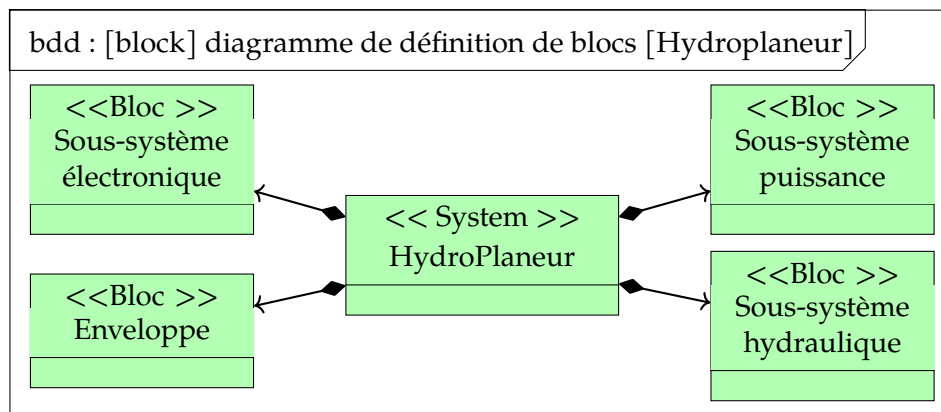 bdd : [block] diagramme de définition de blocs [Hydroplaneur]
<<Bloc >>
Sous-système
électronique
<<Bloc >>
Sous-système
puissance
<< System >>
HydroPlaneur
<<Bloc >>
Enveloppe
<<Bloc >>
Sous-système
hydraulique